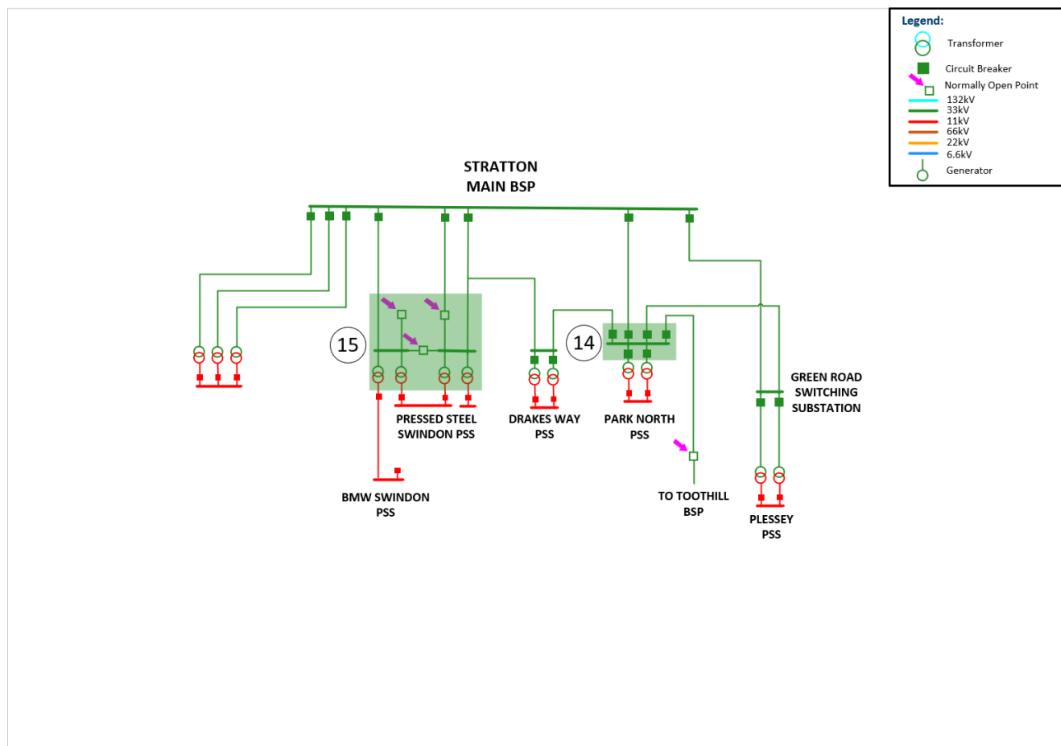 Legend:
Transformer
Circuit Breaker
Normally Open Point
132kV
33kV
11kV
66kV
22kV
6.6kV
Generator
STRATTON
MAIN BSP
15
14
PRESSED STEEL
SWINDON PSS
DRAKES WAY
PSS
PARK NORTH
PSS
GREEN ROAD
SWITCHING
SUBSTATION
BMW SWINDON
PSS
TO TOOTHILL
BSP
PLESSEY
PSS